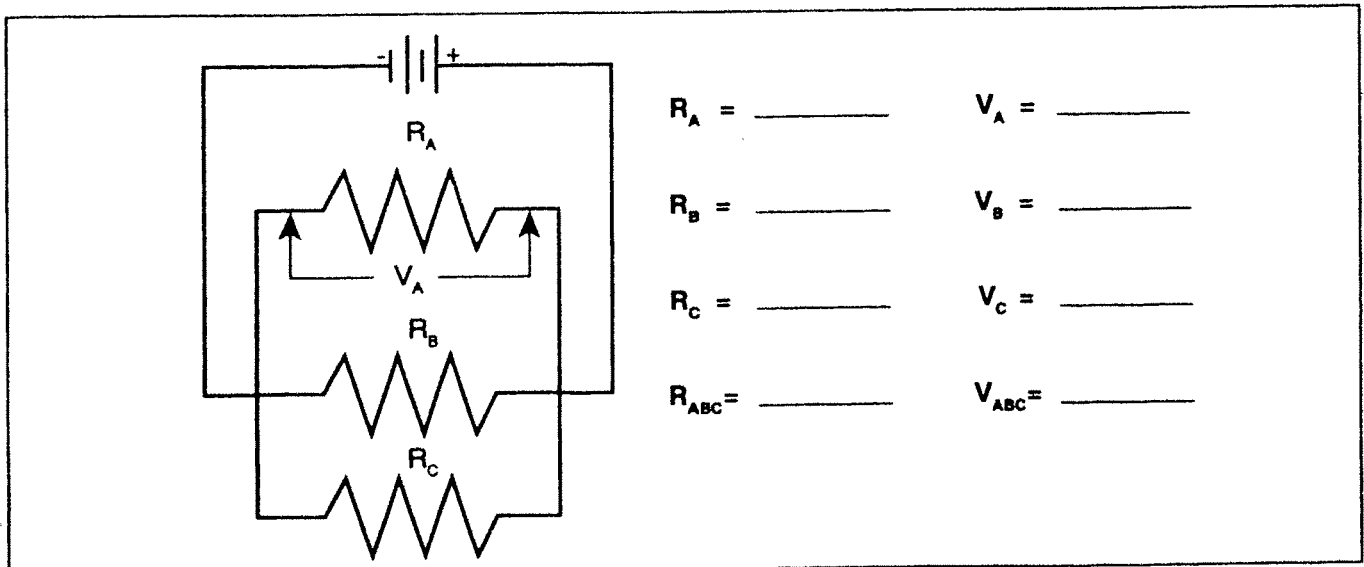 - +
R_A
V_A
R_B
R_C
R_A = ________ V_A = ________
R_B = ________ V_B = ________
R_C = ________ V_C = ________
R_ABC= ________ V_ABC= ________